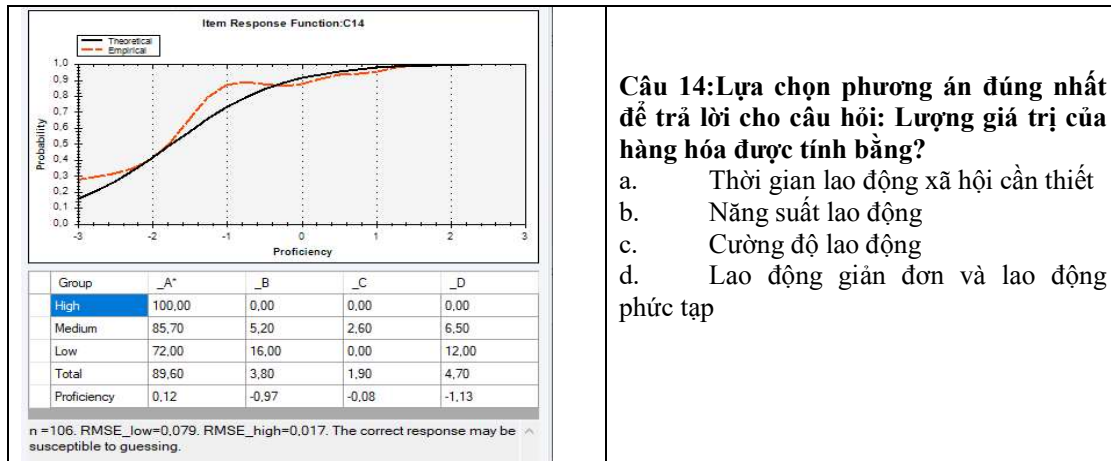 Item Response Function:C14
Theoretical
Empirical
1,0
0,9
0,8
0,7
0,6
0,5
0,4
0,3
0,2
0,1
0,0
Probability
-3 -2 -1 0 1 2 3
Proficiency
Group _A* _B _C _D
High 100,00 0,00 0,00 0,00
Medium 85,70 5,20 2,60 6,50
Low 72,00 16,00 0,00 12,00
Total 89,60 3,80 1,90 4,70
Proficiency 0,12 -0,97 -0,08 -1,13
n =106. RMSE_low=0,079. RMSE_high=0,017. The correct response may be
susceptible to guessing.
Câu 14:Lựa chọn phương án đúng nhất
để trả lời cho câu hỏi: Lượng giá trị của
hàng hóa được tính bằng?
a. Thời gian lao động xã hội cần thiết
b. Năng suất lao động
c. Cường độ lao động
d. Lao động giản đơn và lao động
phức tạp